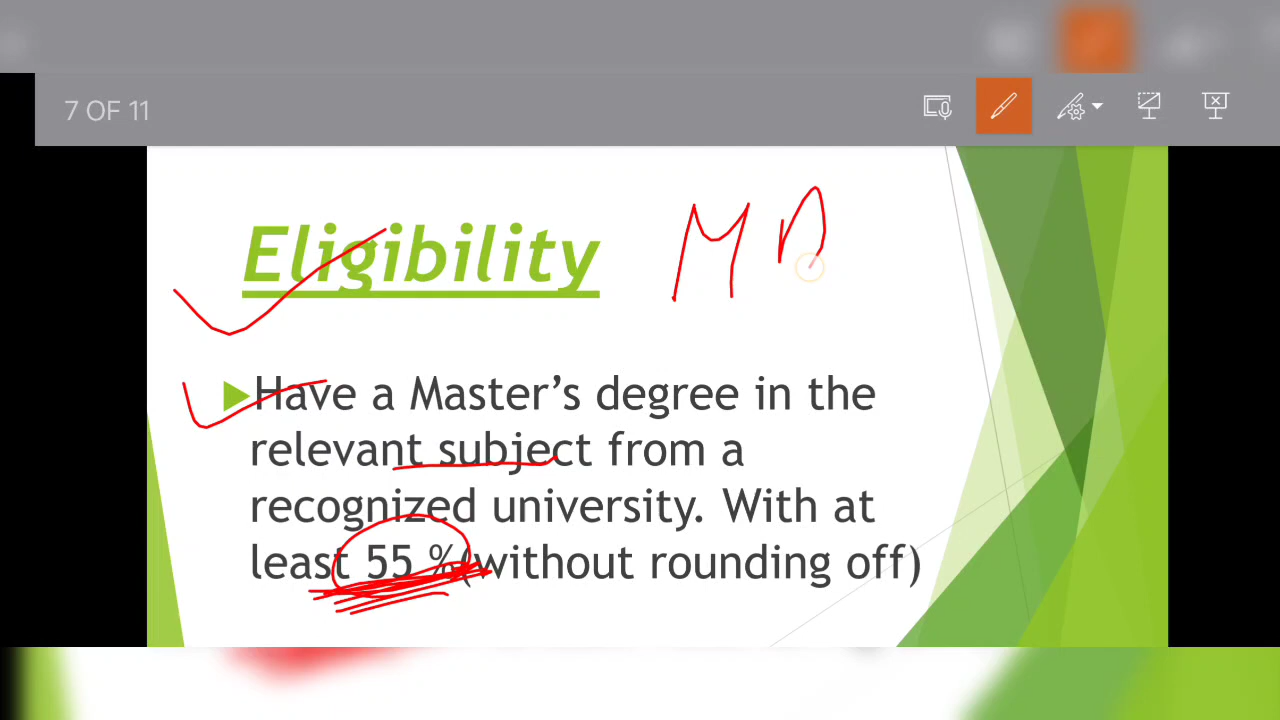 7 OF 11
Eligibility
Have a Master's degree in the
relevant subject from a
recognized university. With at
least 55 %(without rounding off)